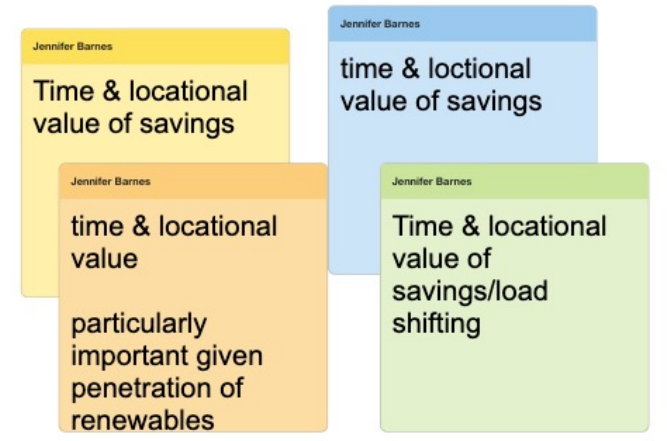 Jennifer Barnes
Time & locational
value of savings
Jennifer Barnes
time & loctional
value of savings
Jennifer Barnes
time & locational
value
particularly
important given
penetration of
renewables
Jennifer Barnes
Time & locational
value of
savings/load
shifting